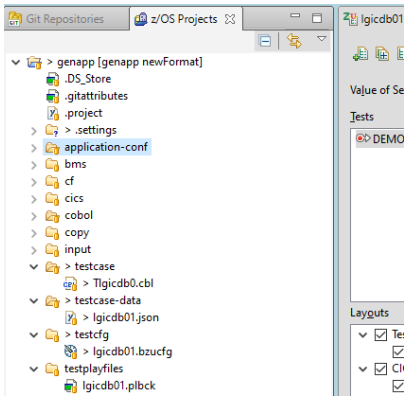 Git Repositories
z/OS Projects
lgicdb01
> genapp [genapp newFormat]
.DS_Store
.gitattributes
.project
> .settings
application-conf
bms
cf
cics
cobol
copy
input
> testcase
> Tlgicdb0.cbl
> testcase-data
> lgicdb01.json
> testcfg
> lgicdb01.bzucfg
testplayfiles
lgicdb01.plbck
Value of Se
Tests
DEMO
Layouts
Te
CI